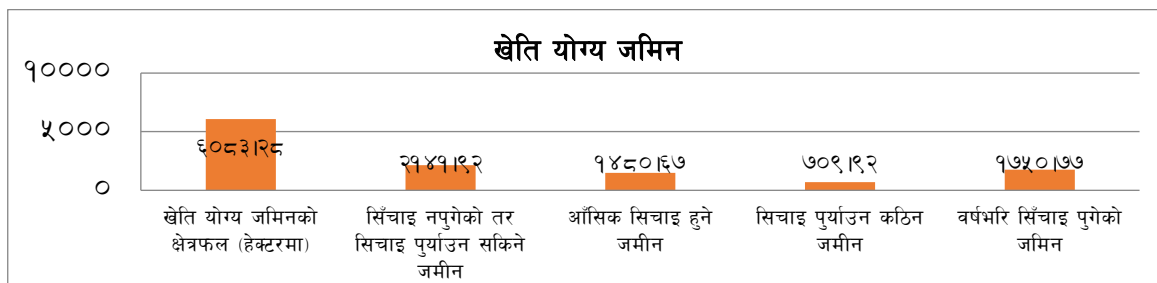 खेति योग्य जमिन
१००००
५०००
०
६०८३।२८
२१४१।९२
१४८०।६७
७०९।९२
१७५०।७७
खेति योग्य जमिनको
क्षेत्रफल (हेक्टरमा)
सिँचाइ नपुगेको तर
सिचाइ पुर्याउन सकिने
जमीन
आँसिक सिचाइ हुने
जमीन
सिचाइ पुर्याउन कठिन
जमीन
वर्षभरि सिँचाइ पुगेको
जमिन